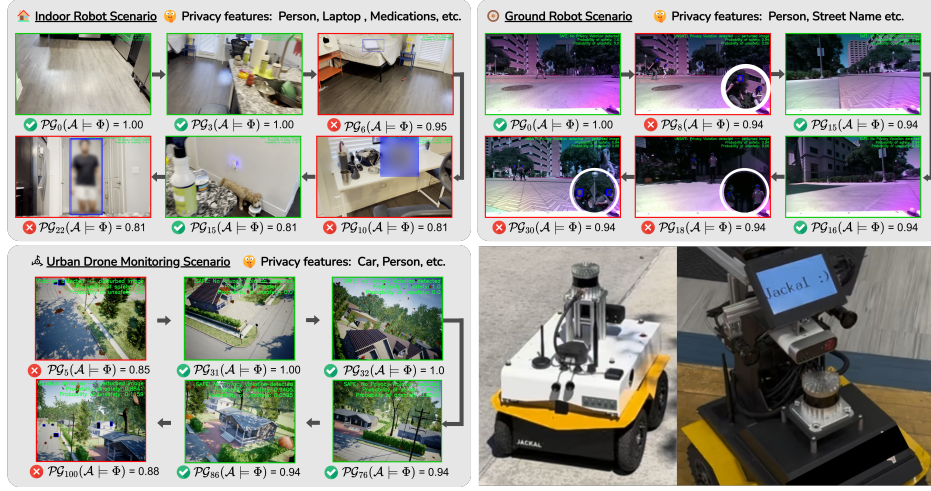 Indoor Robot Scenario Privacy features: Person, Laptop , Medications, etc.
𝒫𝒢₀(𝒜 ⊨ Φ) = 1.00
𝒫𝒢₃(𝒜 ⊨ Φ) = 1.00
𝒫𝒢₆(𝒜 ⊨ Φ) = 0.95
𝒫𝒢₂₂(𝒜 ⊨ Φ) = 0.81
𝒫𝒢₁₅(𝒜 ⊨ Φ) = 0.81
𝒫𝒢₁₀(𝒜 ⊨ Φ) = 0.81
Ground Robot Scenario Privacy features: Person, Street Name etc.
𝒫𝒢₀(𝒜 ⊨ Φ) = 1.00
𝒫𝒢₈(𝒜 ⊨ Φ) = 0.94
𝒫𝒢₁₅(𝒜 ⊨ Φ) = 0.94
𝒫𝒢₃₀(𝒜 ⊨ Φ) = 0.94
𝒫𝒢₁₈(𝒜 ⊨ Φ) = 0.94
𝒫𝒢₁₆(𝒜 ⊨ Φ) = 0.94
Urban Drone Monitoring Scenario Privacy features: Car, Person, etc.
𝒫𝒢₅(𝒜 ⊨ Φ) = 0.85
𝒫𝒢₃₁(𝒜 ⊨ Φ) = 1.00
𝒫𝒢₃₂(𝒜 ⊨ Φ) = 1.0
𝒫𝒢₁₀₀(𝒜 ⊨ Φ) = 0.88
𝒫𝒢₈₆(𝒜 ⊨ Φ) = 0.94
𝒫𝒢₇₆(𝒜 ⊨ Φ) = 0.94
JACKAL
Jackal :)